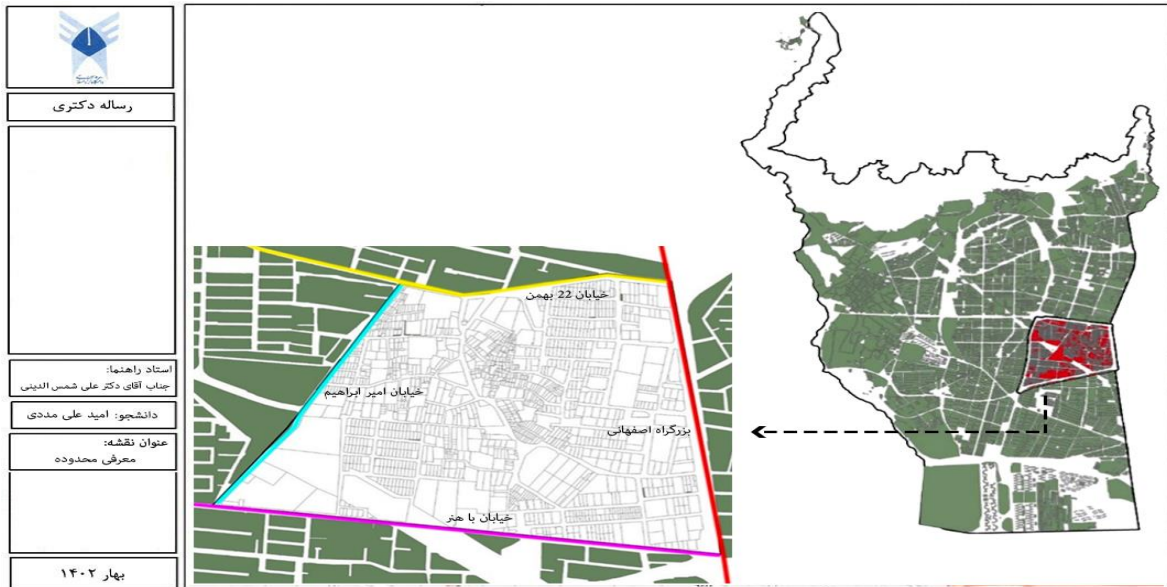 رساله دکتری
استاد راهنما:
جناب آقای دکتر علی شمس الدینی
دانشجو: امید علی مددی
عنوان نقشه:
معرفی محدوده
بهار ۱۴۰۲
خیابان 22 بهمن
خیابان امیر ابراهیم
بزرگراه اصفهانی
خیابان با هنر